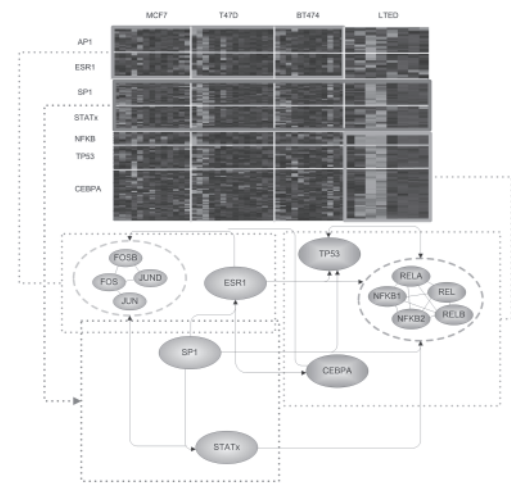 MCF7 T47D BT474 LTED
AP1
ESR1
SP1
STATx
NFKB
TP53
CEBPA
TP53
FOSB
FOS JUND
JUN
ESR1
RELA
NFKB1 REL
NFKB2 RELB
SP1
CEBPA
STATx